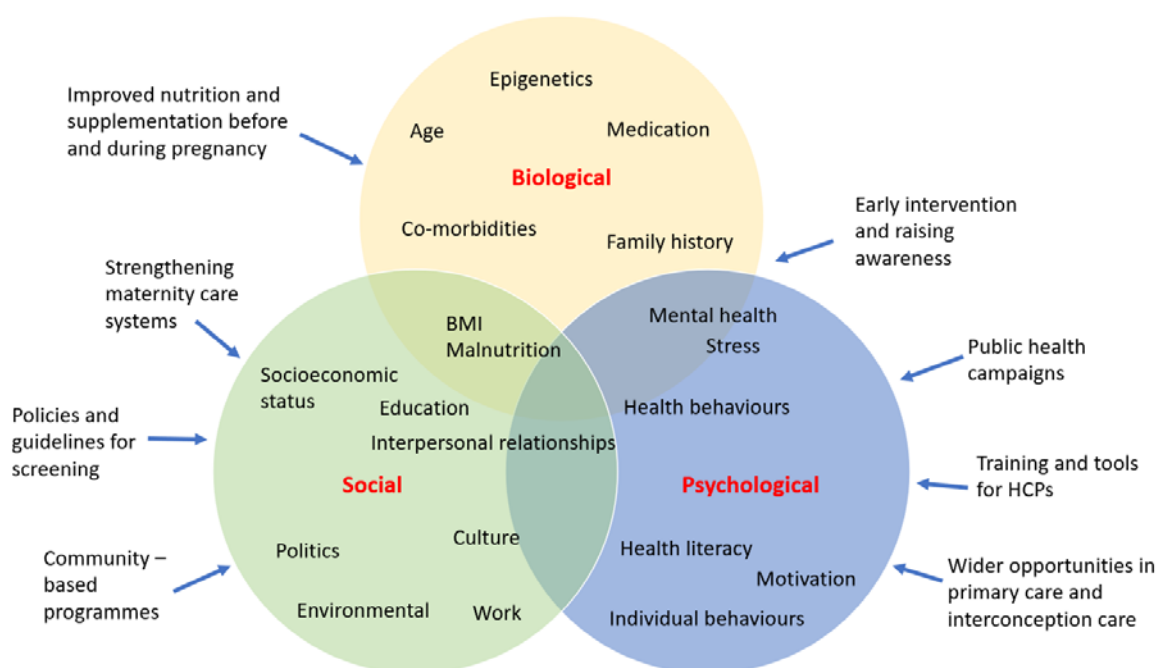 Epigenetics
Improved nutrition and
supplementation before
and during pregnancy
Age
Medication
Biological
Co-morbidities
Family history
Early intervention
and raising
awareness
Strengthening
maternity care
systems
BMI
Malnutrition
Mental health
Stress
Public health
campaigns
Socioeconomic
status
Education
Health behaviours
Policies and
guidelines for
screening
Interpersonal relationships
Social
Psychological
Training and tools
for HCPs
Politics
Culture
Health literacy
Motivation
Community –
based
programmes
Wider opportunities in
primary care and
interconception care
Environmental
Work
Individual behaviours